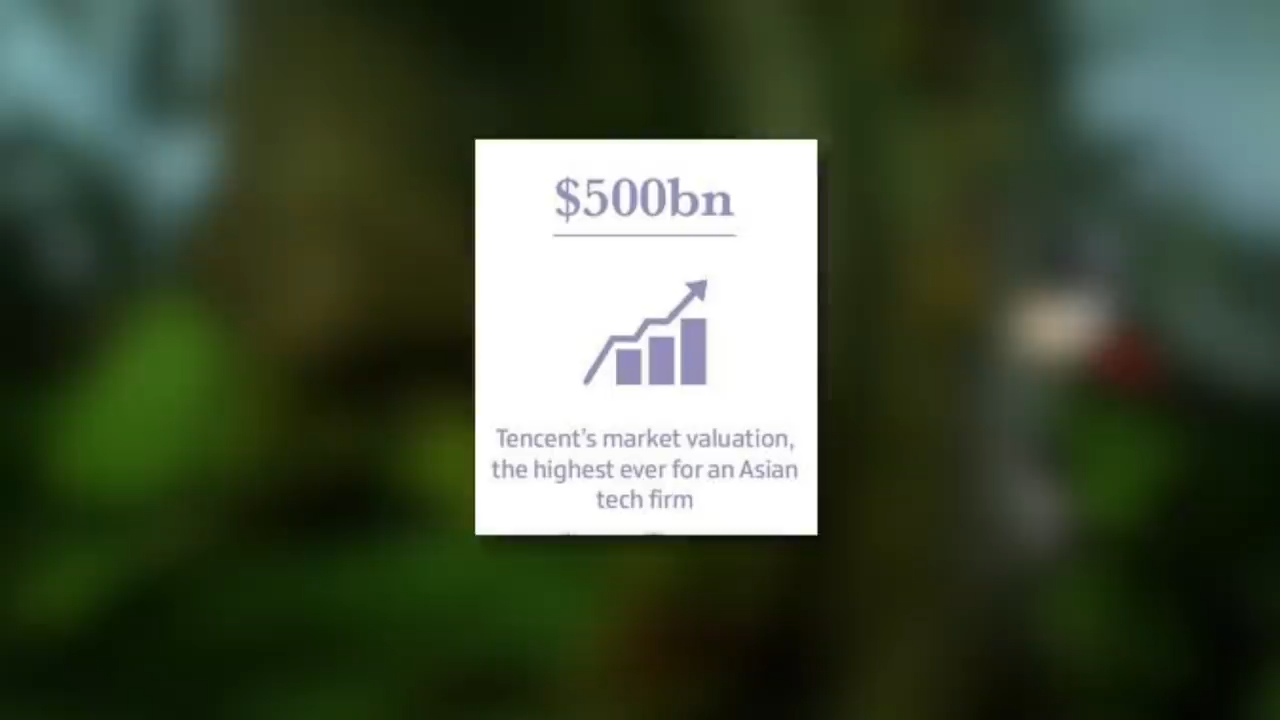 $500bn
Tencent's market valuation,
the highest ever for an Asian
tech firm